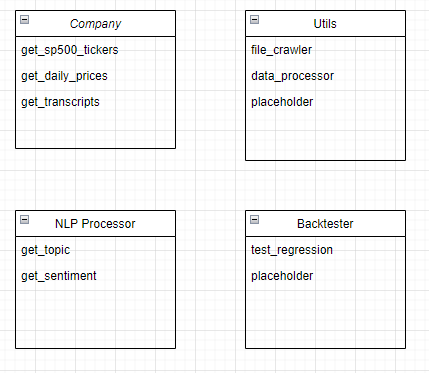 Company
get_sp500_tickers
get_daily_prices
get_transcripts
Utils
file_crawler
data_processor
placeholder
NLP Processor
get_topic
get_sentiment
Backtester
test_regression
placeholder